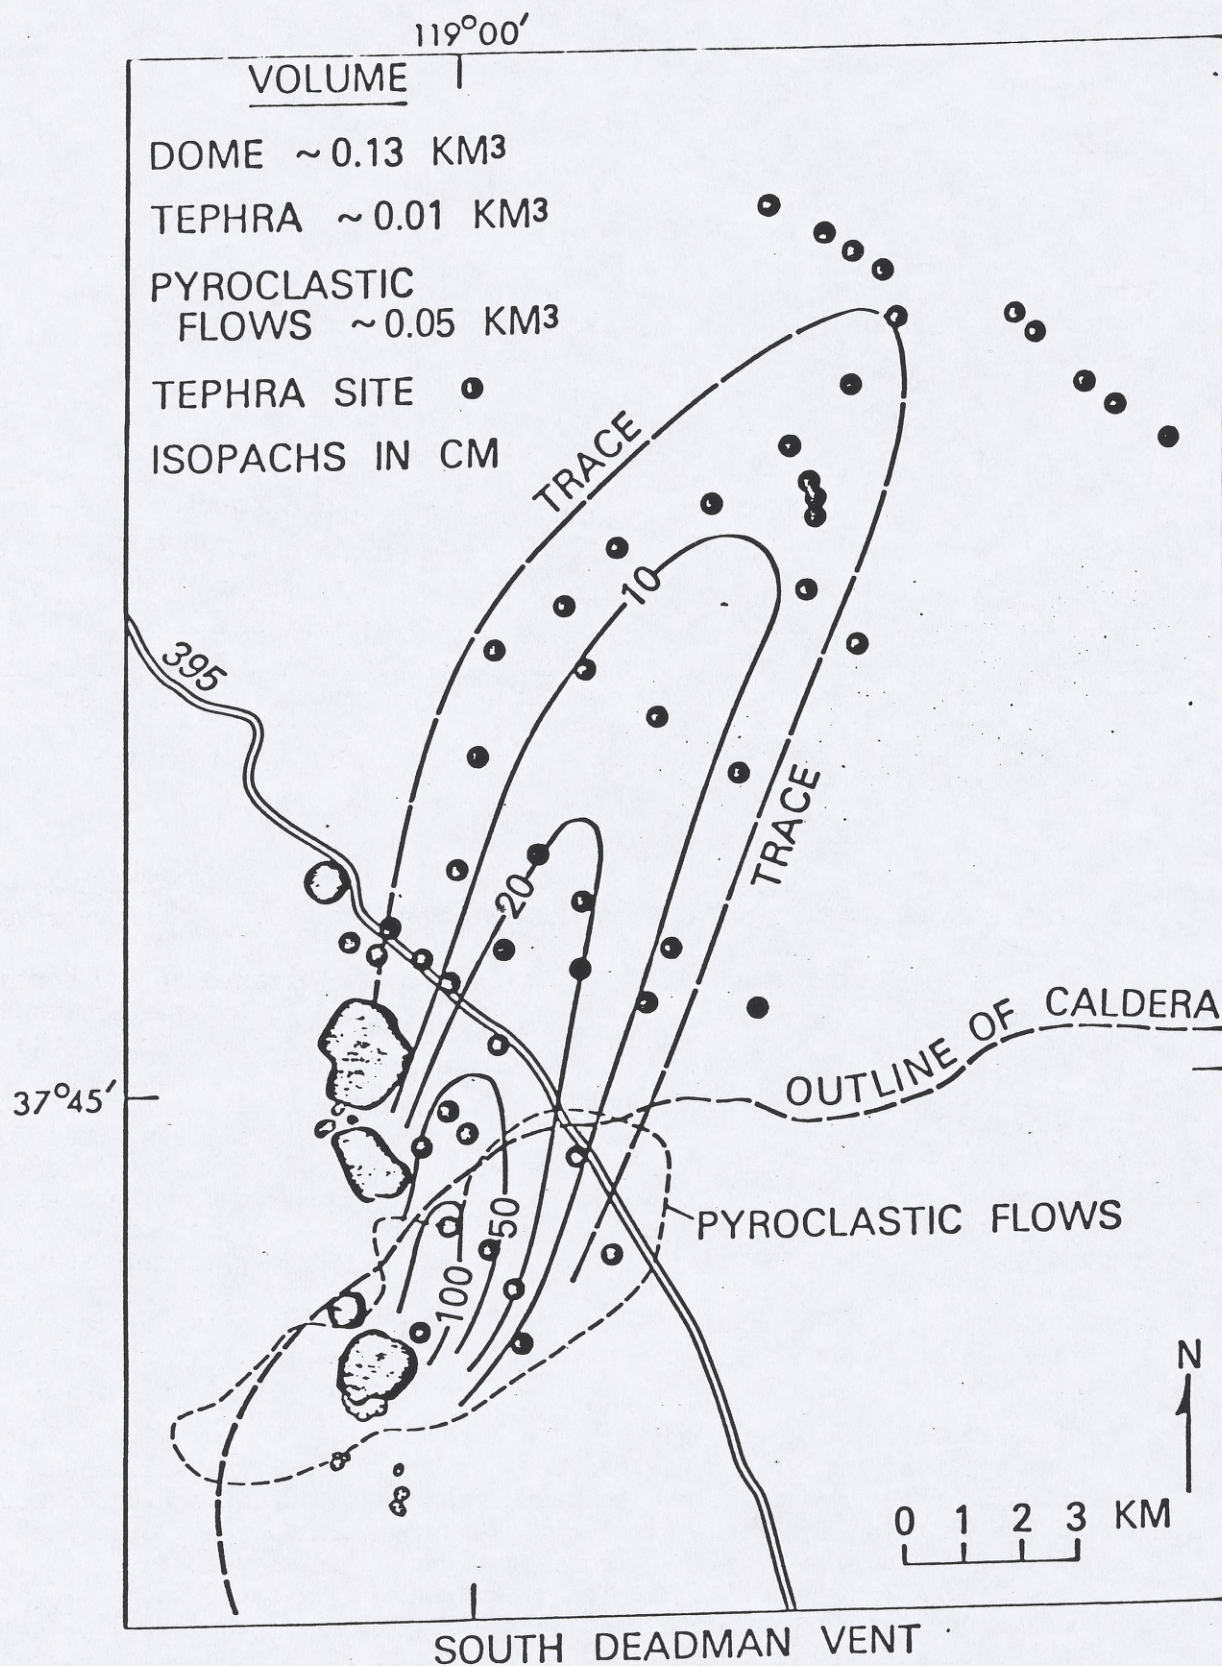 119°00′
VOLUME
DOME ~0.13 KM³
TEPHRA ~0.01 KM³
PYROCLASTIC
FLOWS ~0.05 KM³
TEPHRA SITE
ISOPACHS IN CM
TRACE
10
395
TRACE
20
OUTLINE OF CALDERA
37°45′
50
PYROCLASTIC FLOWS
100
N
0 1 2 3 KM
SOUTH DEADMAN VENT